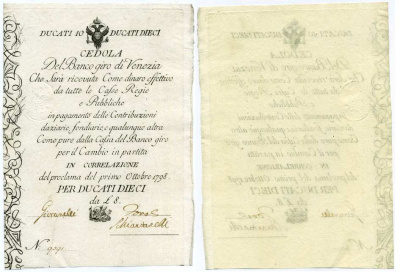 DUCATI 10 DUCATI DIECI
CEDOLA
Del Banco giro di Venezia
Che Sarà ricevuta Come dinaro effettivo
da tutte le Casse Regie
e Pubbliche
in pagamento delle Contribuzioni
daziarie, fondiarie, e qualunque altra
Come pure dalla Cassa del Banco giro
per il Cambio in partita
IN CORRELAZIONE
del proclama del primo Ottobre 1798
PER DUCATI DIECI
da £ 8.
N.